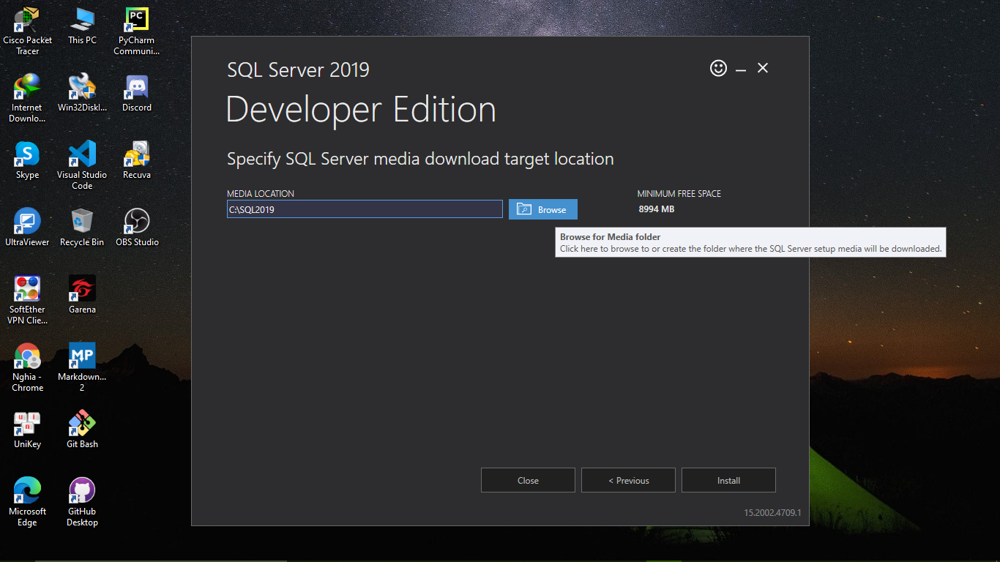 Cisco Packet
Tracer
This PC
PyCharm
Communi...
Internet
Downlo...
Win32DiskI...
Discord
Skype
Visual Studio
Code
Recuva
UltraViewer
Recycle Bin
OBS Studio
SoftEther
VPN Clie...
Garena
Nghia -
Chrome
Markdown...
2
UniKey
Git Bash
Microsoft
Edge
GitHub
Desktop
PC
S
MP
u i
n
SQL Server 2019
Developer Edition
Specify SQL Server media download target location
MEDIA LOCATION
C:\SQL2019
Browse
MINIMUM FREE SPACE
8994 MB
Browse for Media folder
Click here to browse to or create the folder where the SQL Server setup media will be downloaded.
Close
< Previous
Install
15.2002.4709.1